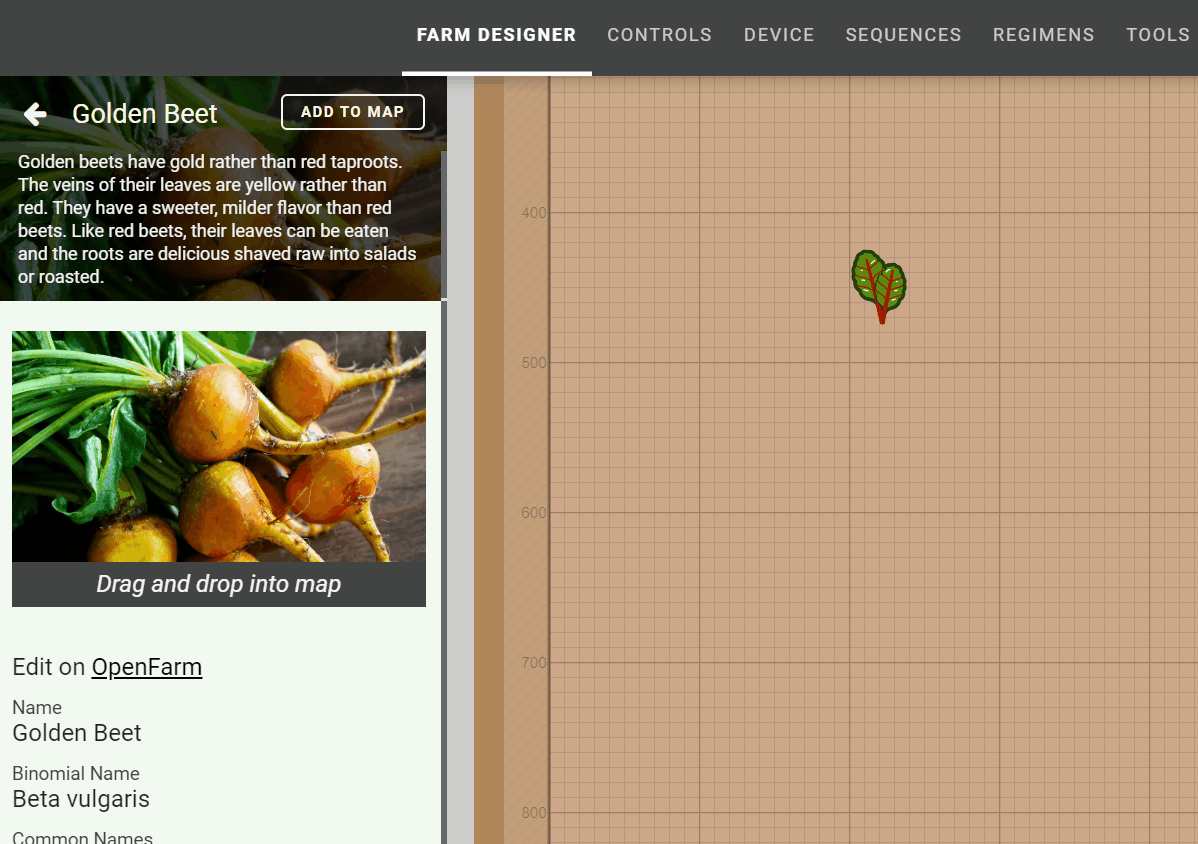 FARM DESIGNER CONTROLS DEVICE SEQUENCES REGIMENS TOOLS
Golden Beet
ADD TO MAP
Golden beets have gold rather than red taproots.
The veins of their leaves are yellow rather than
red. They have a sweeter, milder flavor than red
beets. Like red beets, their leaves can be eaten
and the roots are delicious shaved raw into salads
or roasted.
Drag and drop into map
Edit on OpenFarm
Name
Golden Beet
Binomial Name
Beta vulgaris
Common Names
400
500
600
700
800